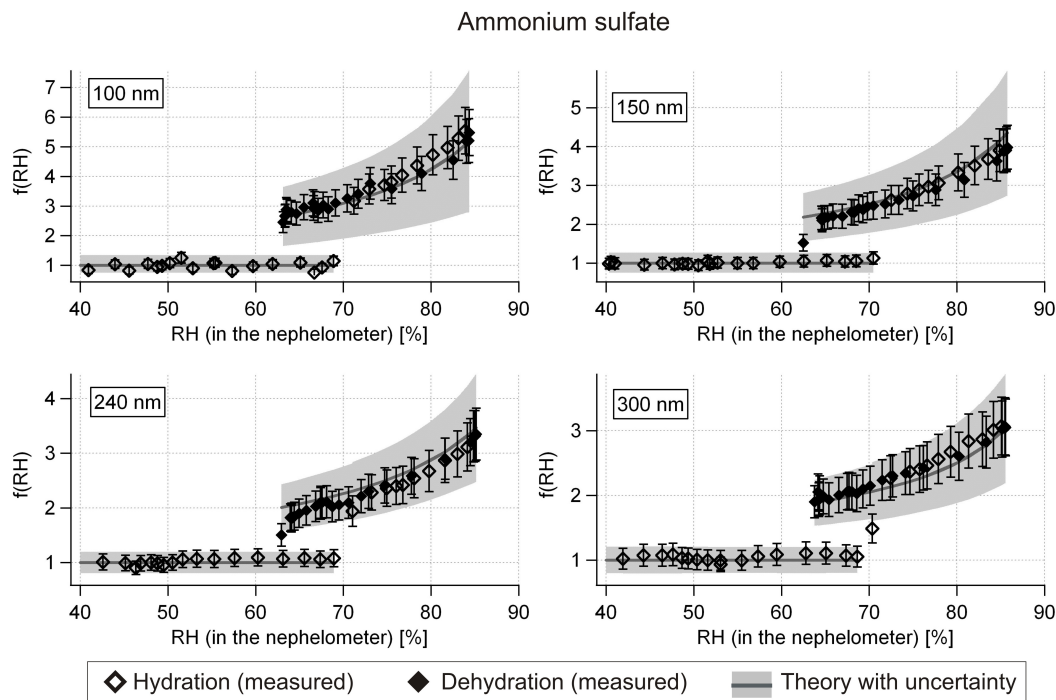 Ammonium sulfate
100 nm
f(RH)
7
6
5
4
3
2
1
40 50 60 70 80 90
RH (in the nephelometer) [%]
150 nm
f(RH)
5
4
3
2
1
40 50 60 70 80 90
RH (in the nephelometer) [%]
240 nm
f(RH)
4
3
2
1
40 50 60 70 80 90
RH (in the nephelometer) [%]
300 nm
f(RH)
3
2
1
40 50 60 70 80 90
RH (in the nephelometer) [%]
Hydration (measured) Dehydration (measured) Theory with uncertainty